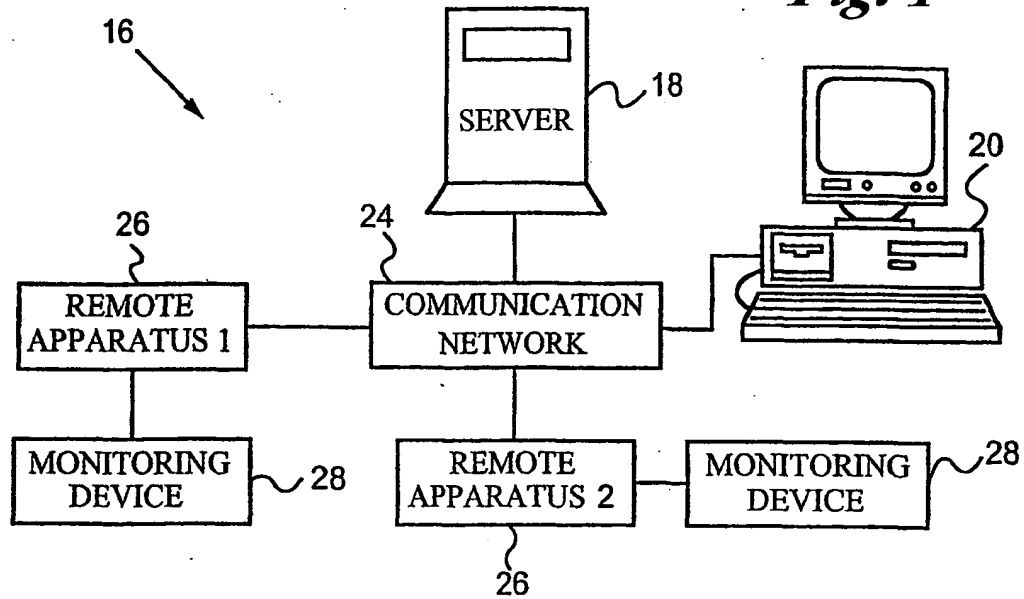 Fig. 1
16
SERVER
18
20
24
26
REMOTE
APPARATUS 1
COMMUNICATION
NETWORK
MONITORING
DEVICE
28
REMOTE
APPARATUS 2
MONITORING
DEVICE
28
26